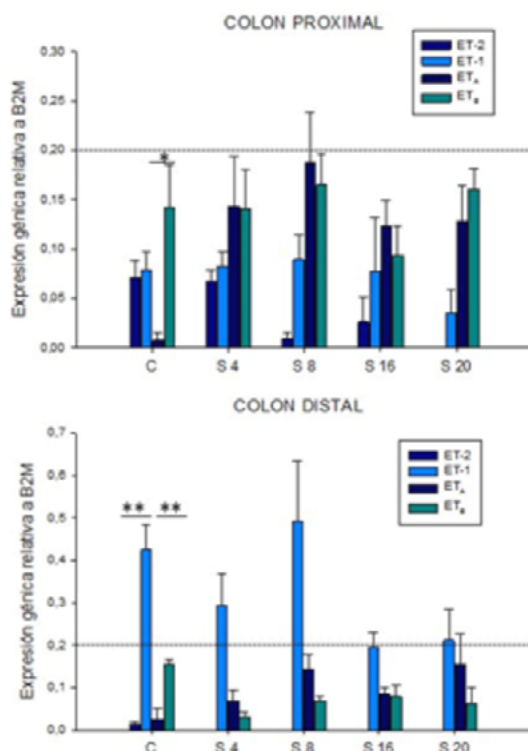 COLON PROXIMAL
Expresión génica relativa a B2M
0,30
0,25
0,20
0,15
0,10
0,05
0,00
ET-2
ET-1
ETA
ETB
*
C
S 4
S 8
S 16
S 20
COLON DISTAL
Expresión génica relativa a B2M
0,7
0,6
0,5
0,4
0,3
0,2
0,1
0,0
ET-2
ET-1
ETA
ETB
** **
C
S 4
S 8
S 16
S 20